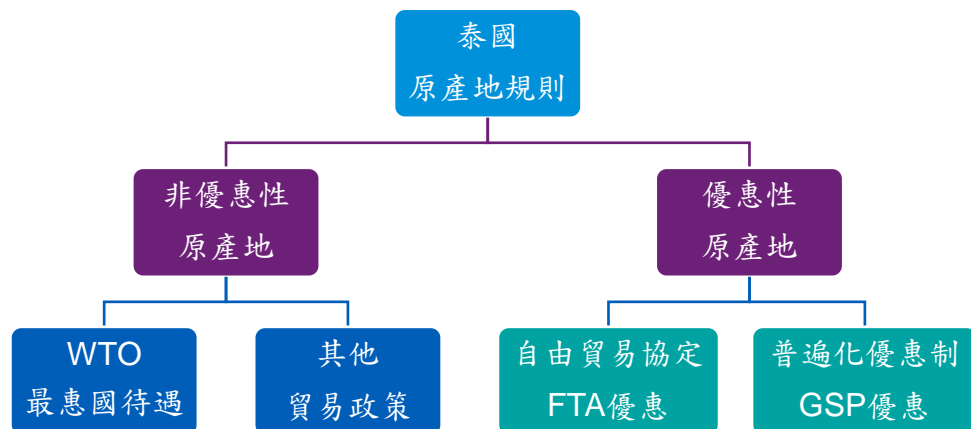 泰國
原產地規則
非優惠性
原產地
優惠性
原產地
WTO
最惠國待遇
其他
貿易政策
自由貿易協定
FTA優惠
普遍化優惠制
GSP優惠